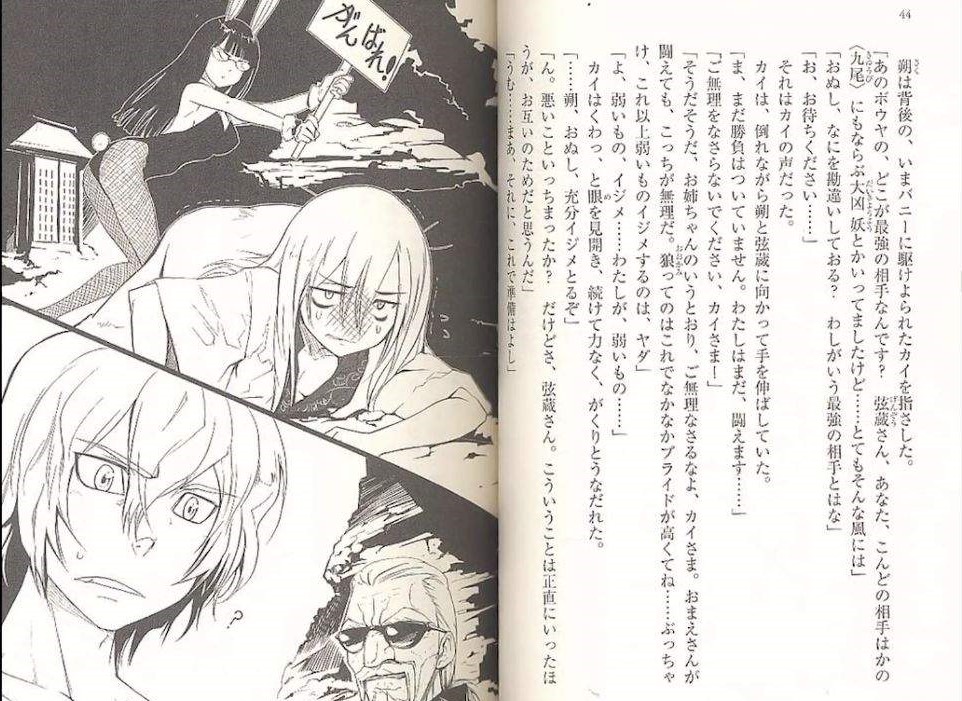 44
朔は背後の、いまバニーに駆けよられたカイを指さした。
「あのボウヤの、どこが最強の相手なんです？　弦蔵さん、あなた、こんどの相手はかの
〈九尾〉にもならぶ大凶妖とかいってましたけど……とてもそんな風には」
「おぬし、なにを勘違いしておる？　わしがいう最強の相手とはな」
「お、お待ちください……」
それはカイの声だった。
カイは、倒れながら朔と弦蔵に向かって手を伸ばしていた。
「ま、まだ勝負はついていません。わたしはまだ、闘えます……」
「ご無理をなさらないでください、カイさま！」
「そうだそうだ、お姉ちゃんのいうとおり、ご無理なさるなよ、カイさま。おまえさんが
闘えても、こっちが無理だ。狼ってのはこれでなかなかプライドが高くてね……ぶっちゃ
け、これ以上弱いものイジメするのは、ヤダ」
「よ、弱いもの、イジメ……わたしが、弱いもの……」
カイはくわっ、と眼を見開き、続けて力なく、がくりとうなだれた。
「……朔、おぬし、充分イジメとるぞ」
「ん。悪いこといっちまったか？　だけどさ、弦蔵さん。こういうことは正直にいったほ
うが、お互いのためだと思うんだ」
「うむ……まあ、それに、これで準備はよし」
がんばれ！
？